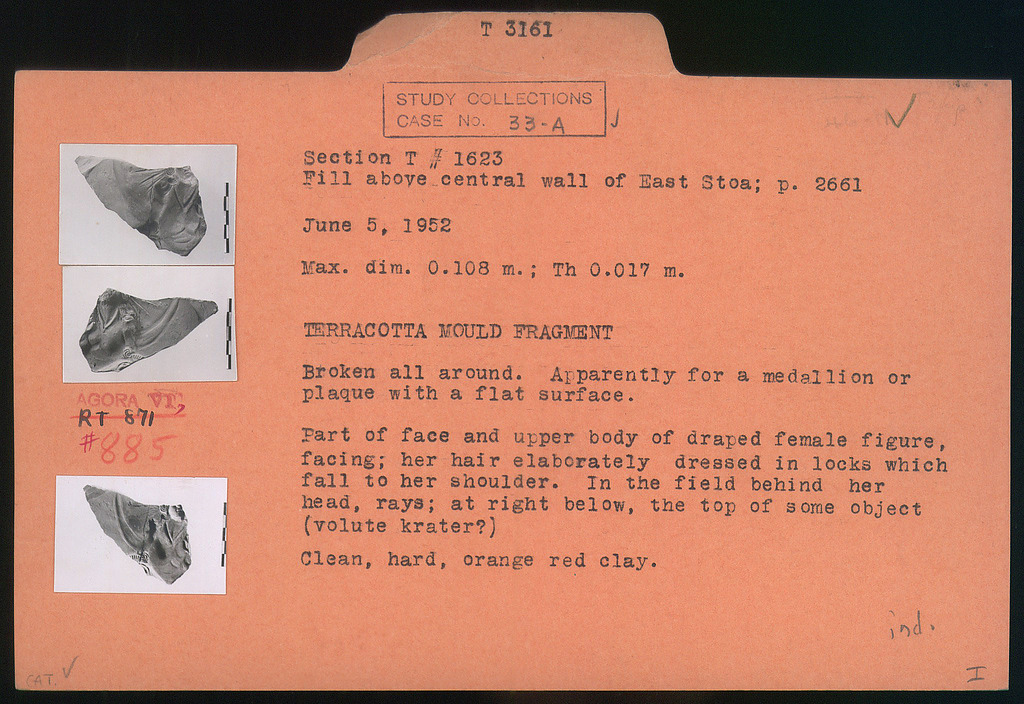 T 3161
STUDY COLLECTIONS
CASE No. 33-A
Section T # 1623
Fill above central wall of East Stoa; p. 2661
June 5, 1952
Max. dim. 0.108 m.; Th 0.017 m.
TERRACOTTA MOULD FRAGMENT
Broken all around. Apparently for a medallion or
plaque with a flat surface.
AGORA
RT 871
#885
Part of face and upper body of draped female figure,
facing; her hair elaborately dressed in locks which
fall to her shoulder. In the field behind her
head, rays; at right below, the top of some object
(volute krater?)
Clean, hard, orange red clay.
ind.
CAT. ✓
I